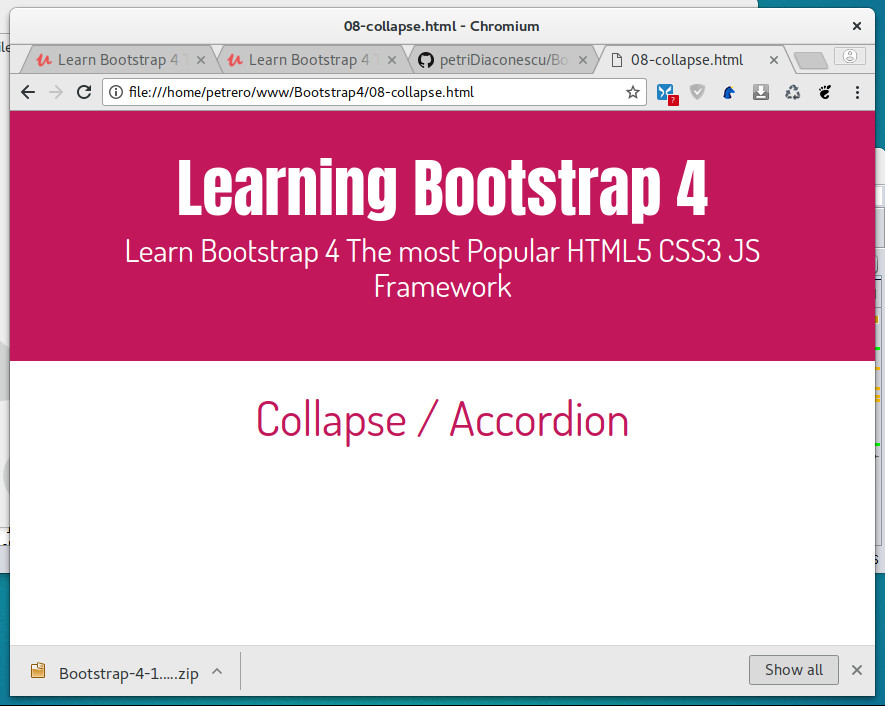 08-collapse.html - Chromium
Learn Bootstrap 4
Learn Bootstrap 4
petriDiaconescu/Bo
08-collapse.html
file:///home/petrero/www/Bootstrap4/08-collapse.html
Learning Bootstrap 4
Learn Bootstrap 4 The most Popular HTML5 CSS3 JS
Framework
Collapse / Accordion
Bootstrap-4-1.....zip
Show all